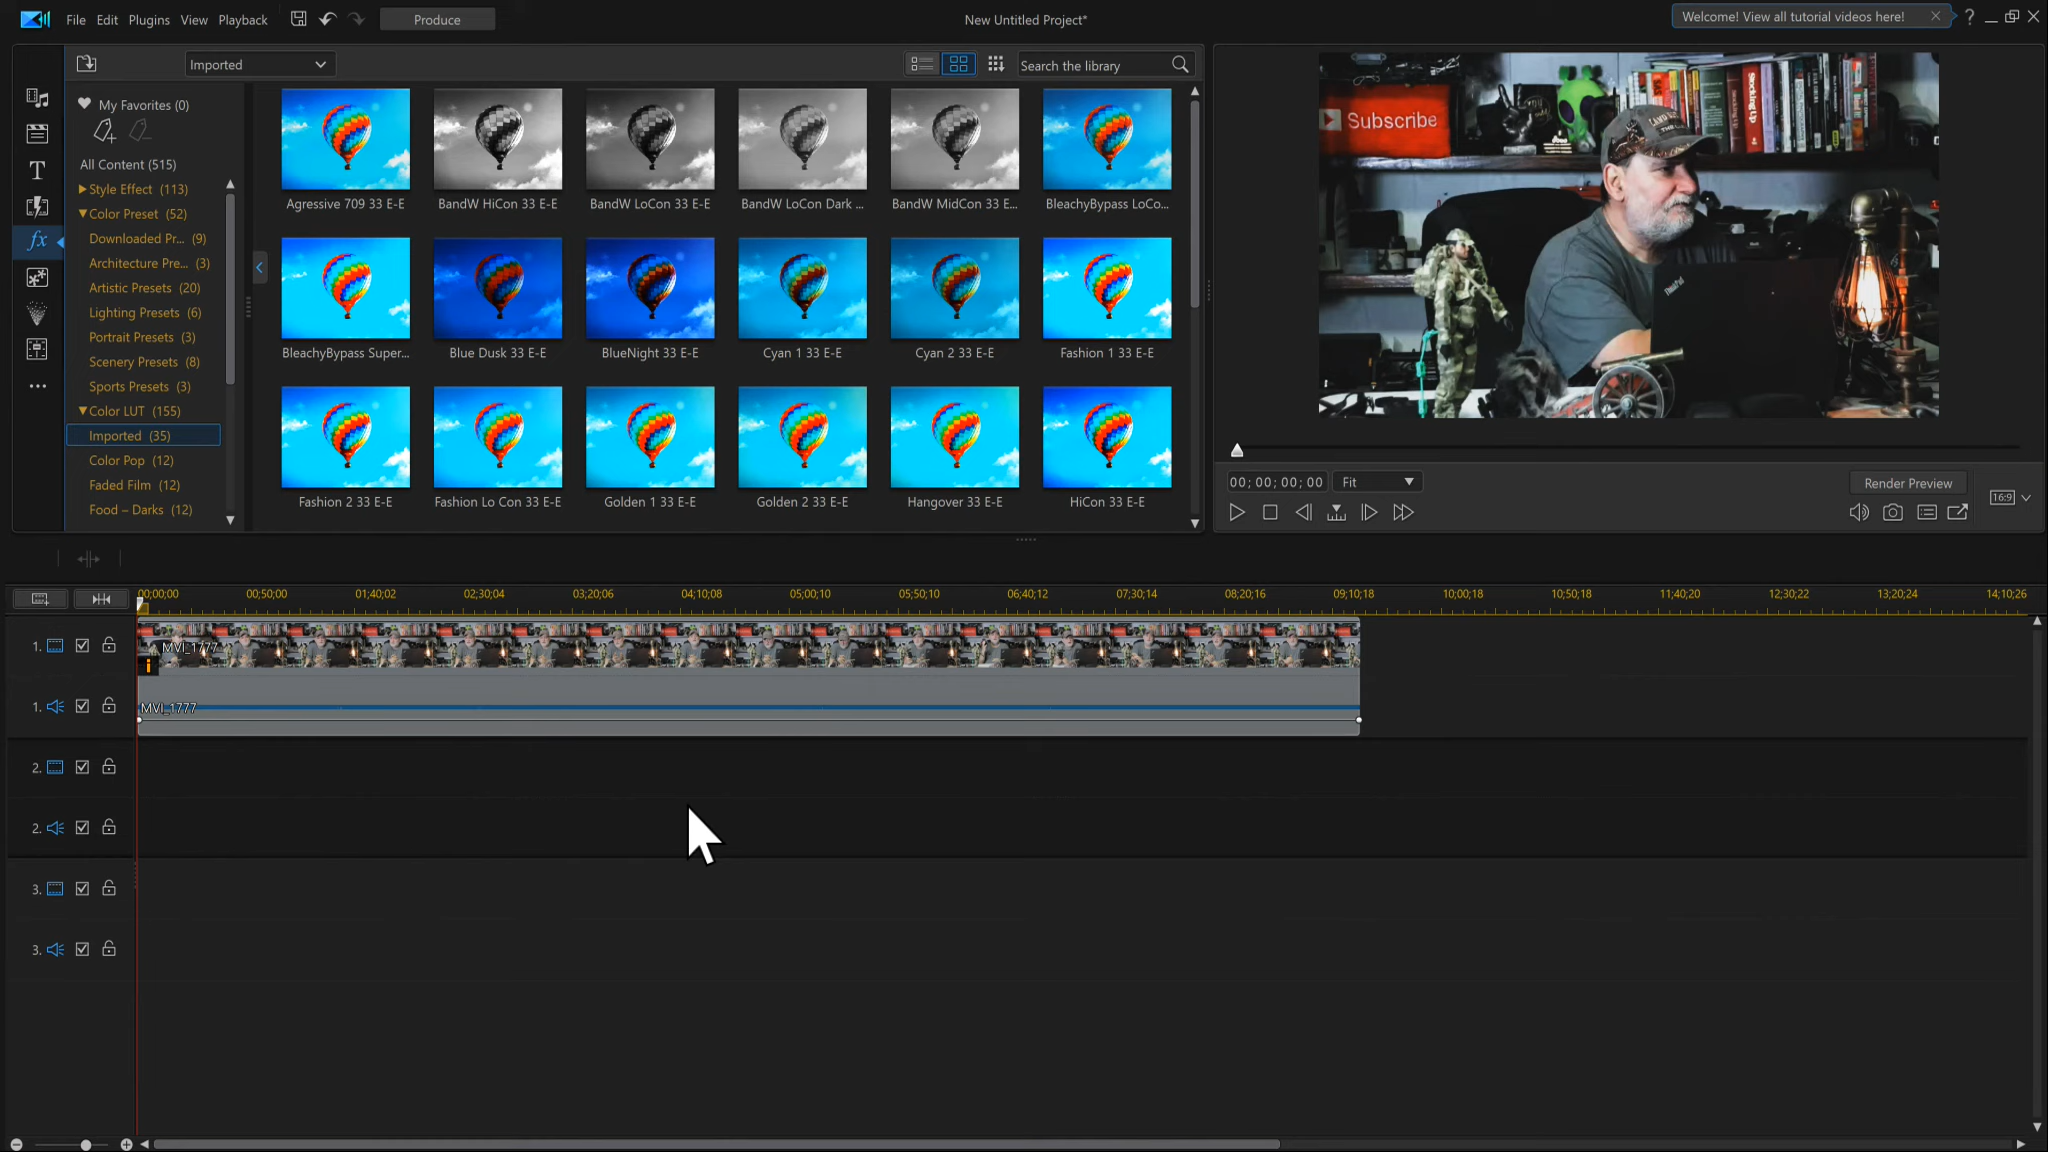 File Edit Plugins View Playback Produce New Untitled Project* Welcome! View all tutorial videos here! ?
Imported Search the library
My Favorites (0)
All Content (515)
Style Effect (113)
Color Preset (52)
Downloaded Pr... (9)
Architecture Pre... (3)
Artistic Presets (20)
Lighting Presets (6)
Portrait Presets (3)
Scenery Presets (8)
Sports Presets (3)
Color LUT (155)
Imported (35)
Color Pop (12)
Faded Film (12)
Food – Darks (12)
T
fx
Agressive 709 33 E-E BandW HiCon 33 E-E BandW LoCon 33 E-E BandW LoCon Dark ... BandW MidCon 33 E... BleachyBypass LoCo...
BleachyBypass Super... Blue Dusk 33 E-E BlueNight 33 E-E Cyan 1 33 E-E Cyan 2 33 E-E Fashion 1 33 E-E
Fashion 2 33 E-E Fashion Lo Con 33 E-E Golden 1 33 E-E Golden 2 33 E-E Hangover 33 E-E HiCon 33 E-E
Subscribe
ThinkPad
00; 00; 00; 00 Fit Render Preview
16:9
00;00;00 00;50;00 01;40;02 02;30;04 03;20;06 04;10;08 05;00;10 05;50;10 06;40;12 07;30;14 08;20;16 09;10;18 10;00;18 10;50;18 11;40;20 12;30;22 13;20;24 14;10;26
1. MVI_1777
i
1. MVI_1777
2.
2.
3.
3.